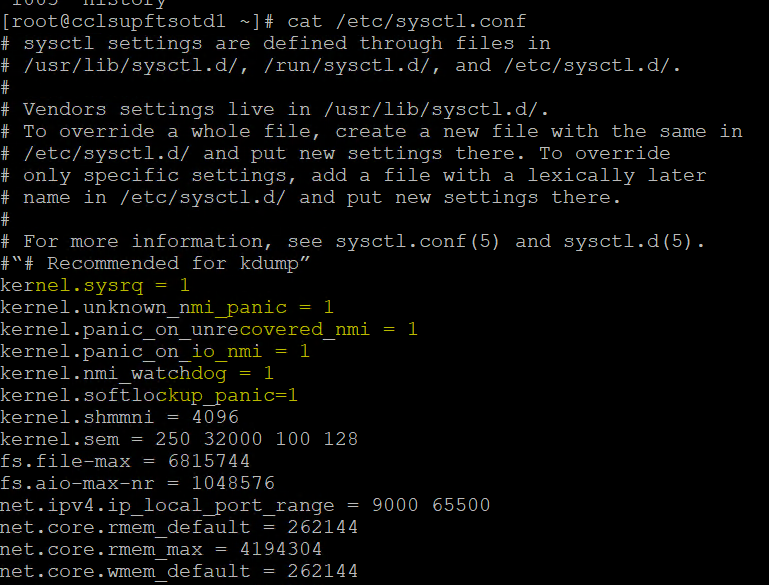 1005  history
[root@cclsupftsotd1 ~]# cat /etc/sysctl.conf
# sysctl settings are defined through files in
# /usr/lib/sysctl.d/, /run/sysctl.d/, and /etc/sysctl.d/.
#
# Vendors settings live in /usr/lib/sysctl.d/.
# To override a whole file, create a new file with the same in
# /etc/sysctl.d/ and put new settings there. To override
# only specific settings, add a file with a lexically later
# name in /etc/sysctl.d/ and put new settings there.
#
# For more information, see sysctl.conf(5) and sysctl.d(5).
#“# Recommended for kdump”
kernel.sysrq = 1
kernel.unknown_nmi_panic = 1
kernel.panic_on_unrecovered_nmi = 1
kernel.panic_on_io_nmi = 1
kernel.nmi_watchdog = 1
kernel.softlockup_panic=1
kernel.shmmni = 4096
kernel.sem = 250 32000 100 128
fs.file-max = 6815744
fs.aio-max-nr = 1048576
net.ipv4.ip_local_port_range = 9000 65500
net.core.rmem_default = 262144
net.core.rmem_max = 4194304
net.core.wmem_default = 262144